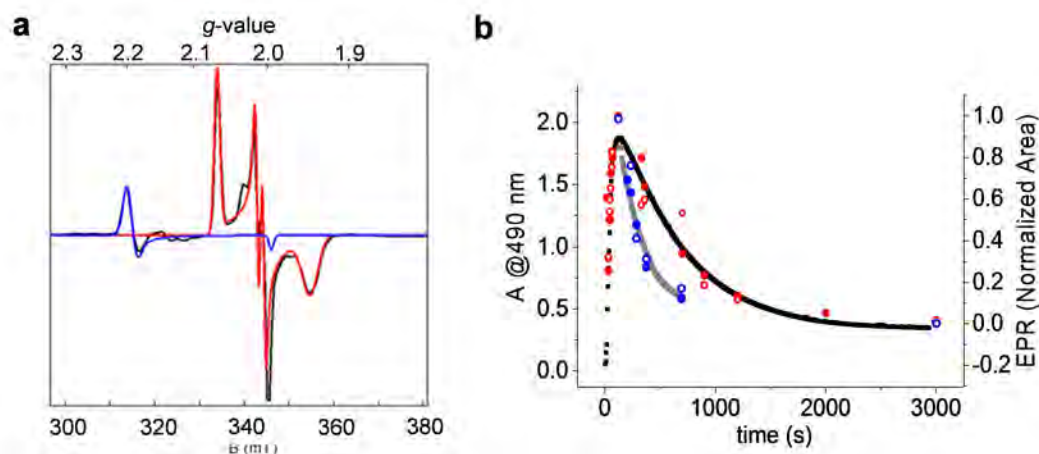 a
g-value
2.3 2.2 2.1 2.0 1.9
300 320 340 360 380
B (mT)
b
A @490 nm
2.0
1.5
1.0
0.5
0.0
1.0
0.8
0.6
0.4
0.2
0.0
-0.2
EPR (Normalized Area)
0 1000 2000 3000
time (s)